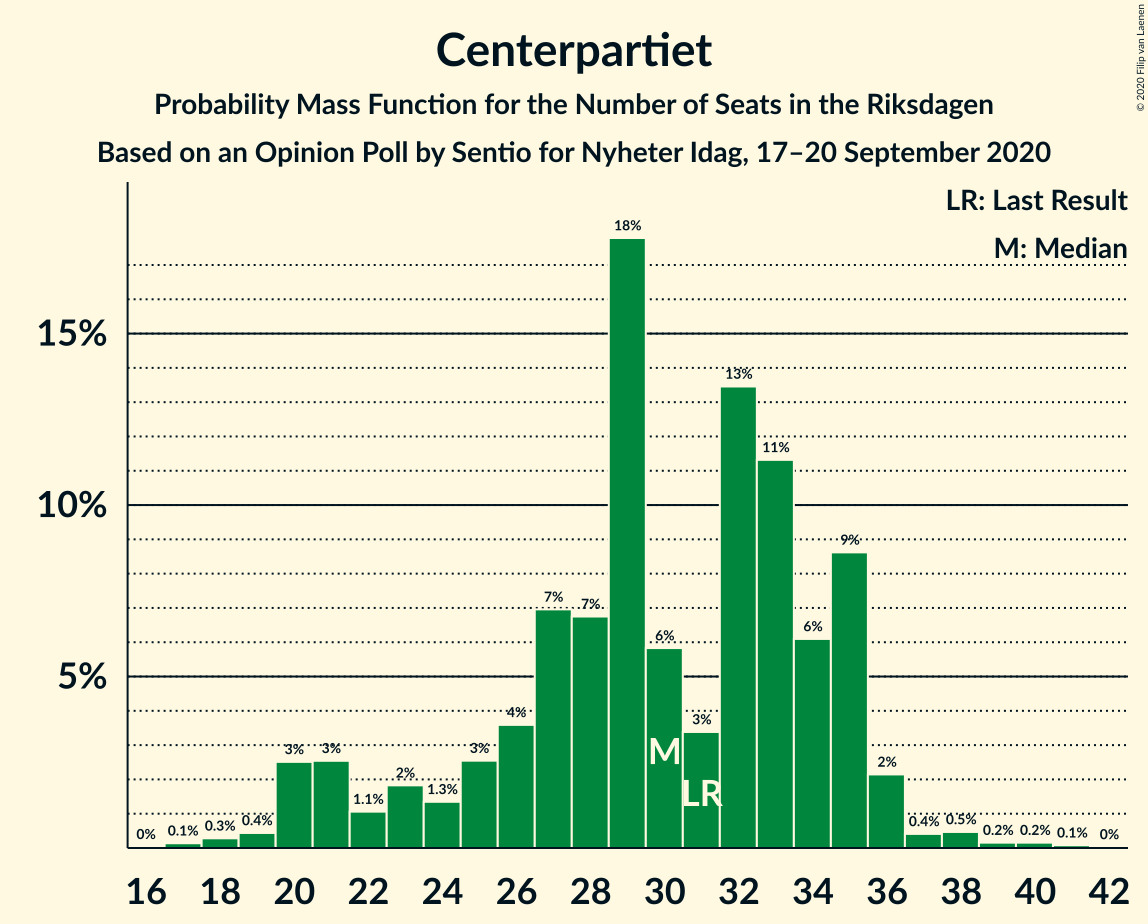 Centerpartiet
Probability Mass Function for the Number of Seats in the Riksdagen
Based on an Opinion Poll by Sentio for Nyheter Idag, 17–20 September 2020
© 2020 Filip van Laenen
LR: Last Result
M: Median
15%
10%
5%
0% 0.1% 0.3% 0.4% 3% 3% 1.1% 2% 1.3% 3% 4% 7% 7% 18% 6% 3% 13% 11% 6% 9% 2% 0.4% 0.5% 0.2% 0.2% 0.1% 0%
M
LR
16 18 20 22 24 26 28 30 32 34 36 38 40 42